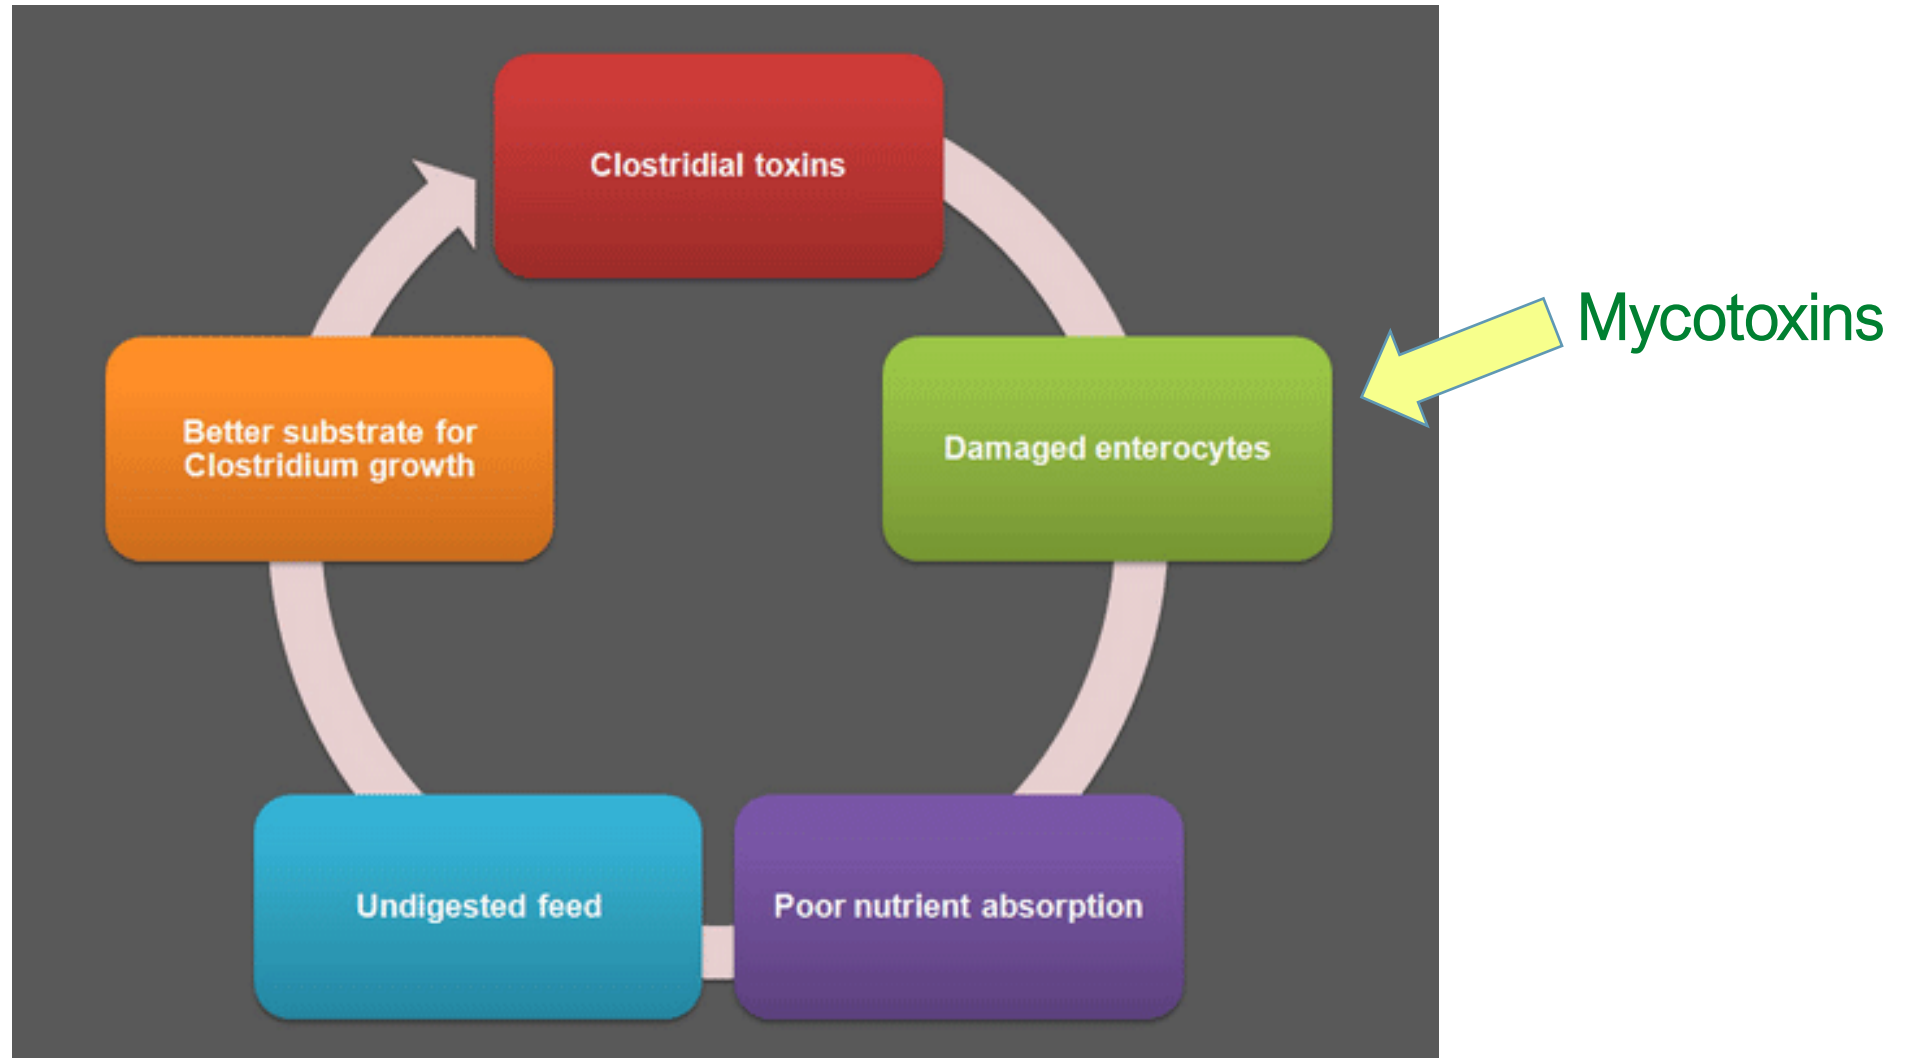 Clostridial toxins
Mycotoxins
Damaged enterocytes
Poor nutrient absorption
Undigested feed
Better substrate for
Clostridium growth